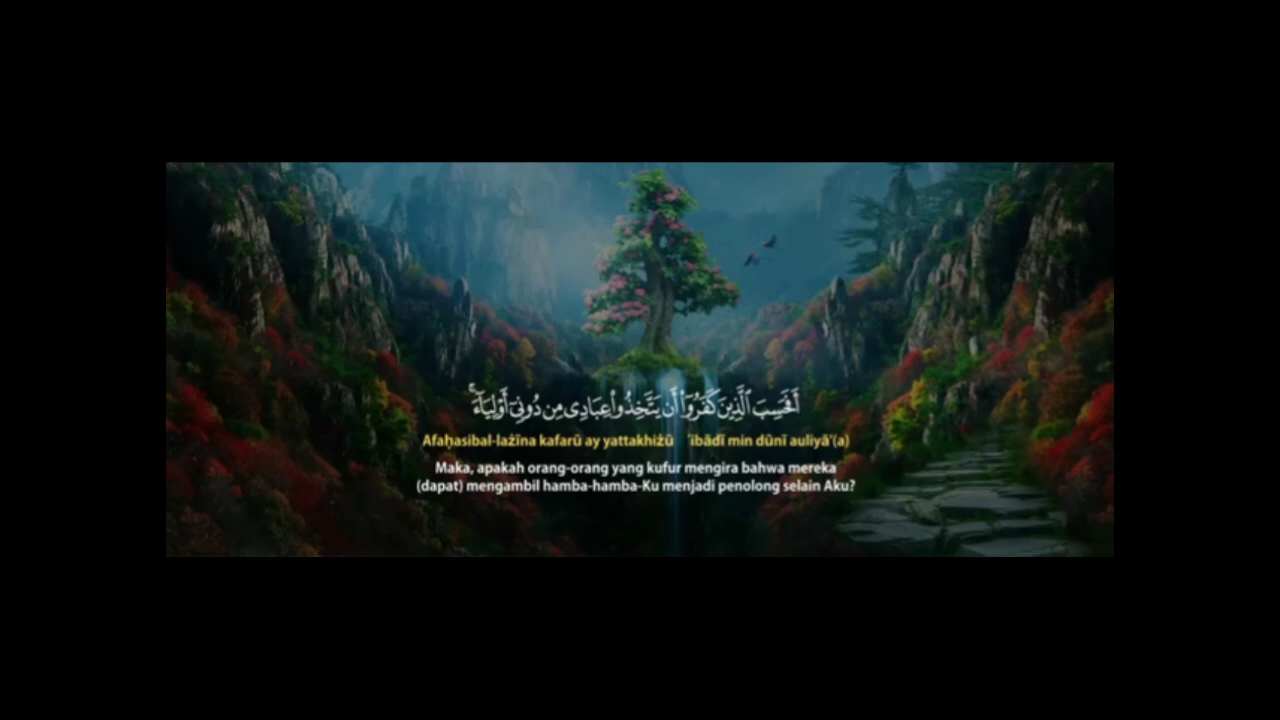 أَفَحَسِبَ ٱلَّذِينَ كَفَرُوٓا۟ أَن يَتَّخِذُوا۟ عِبَادِى مِن دُونِىٓ أَوْلِيَآءَ ۚ
Afaḥasibal-lażīna kafarū ay yattakhiżū 'ibādī min dūnī auliyā'(a)
Maka, apakah orang-orang yang kufur mengira bahwa mereka
(dapat) mengambil hamba-hamba-Ku menjadi penolong selain Aku?